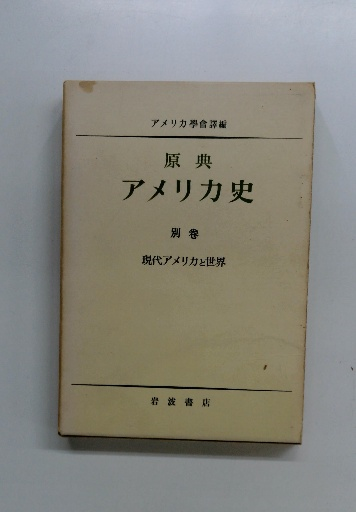 アメリカ學會譯編
原典
アメリカ史
別巻
現代アメリカと世界
岩波書店